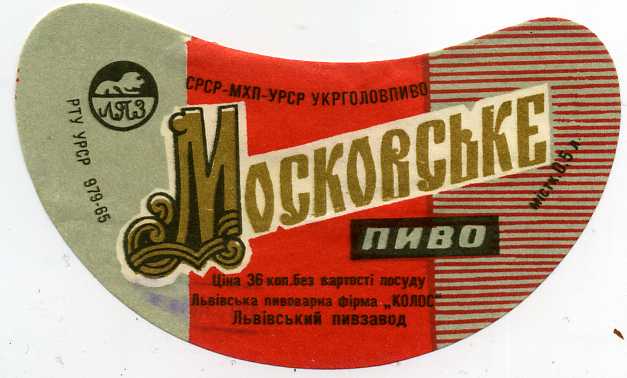 СРСР-МХП-УРСР УКРГОЛОВПИВО
ЛПЗ
РТУ УРСР 979-65
Московське
ПИВО
місткість 0,5 л.
Ціна 36 коп. без вартості посуду
Львівська пивоварна фірма „КОЛОС"
Львівський пивзавод